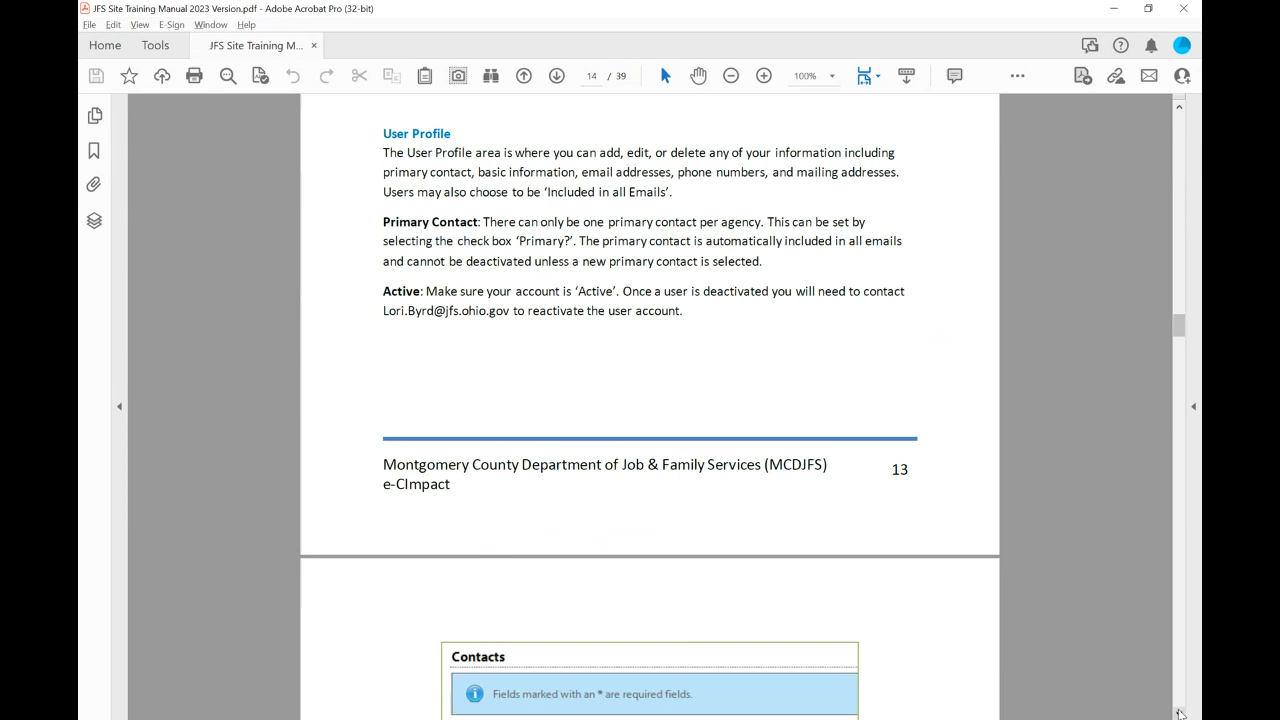 JFS Site Training Manual 2023 Version.pdf - Adobe Acrobat Pro (32-bit)
File Edit View E-Sign Window Help
Home Tools JFS Site Training M... ×
14 / 39 100%
User Profile
The User Profile area is where you can add, edit, or delete any of your information including
primary contact, basic information, email addresses, phone numbers, and mailing addresses.
Users may also choose to be ‘Included in all Emails’.
Primary Contact: There can only be one primary contact per agency. This can be set by
selecting the check box ‘Primary?’. The primary contact is automatically included in all emails
and cannot be deactivated unless a new primary contact is selected.
Active: Make sure your account is ‘Active’. Once a user is deactivated you will need to contact
Lori.Byrd@jfs.ohio.gov to reactivate the user account.
Montgomery County Department of Job & Family Services (MCDJFS) 13
e-CImpact
Contacts
Fields marked with an * are required fields.